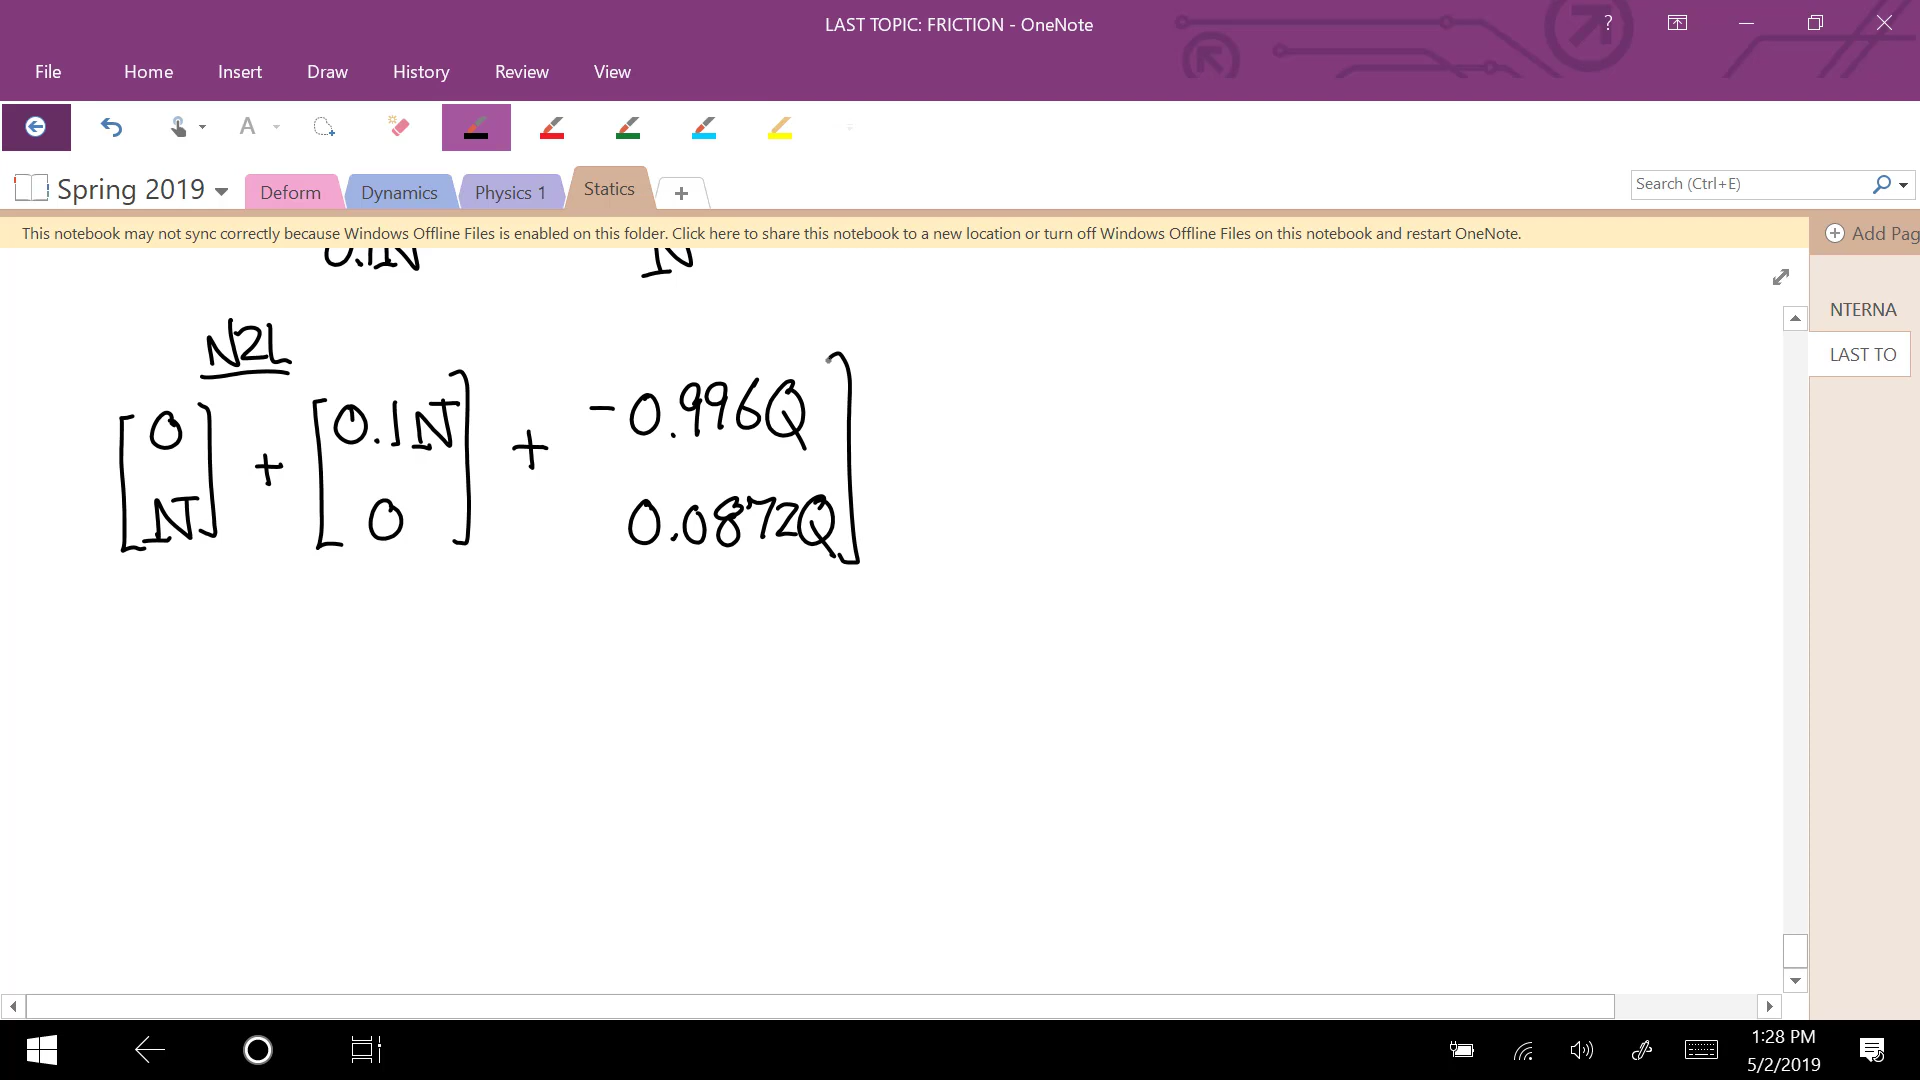 LAST TOPIC: FRICTION - OneNote
?
File Home Insert Draw History Review View
A
Spring 2019 Deform Dynamics Physics 1 Statics +
Search (Ctrl+E)
This notebook may not sync correctly because Windows Offline Files is enabled on this folder. Click here to share this notebook to a new location or turn off Windows Offline Files on this notebook and restart OneNote.
Add Pag
NTERNA
LAST TO
0.1N N
N2L
[0 N] + [0.1N 0] + -0.996Q 0.0872Q]
1:28 PM
5/2/2019